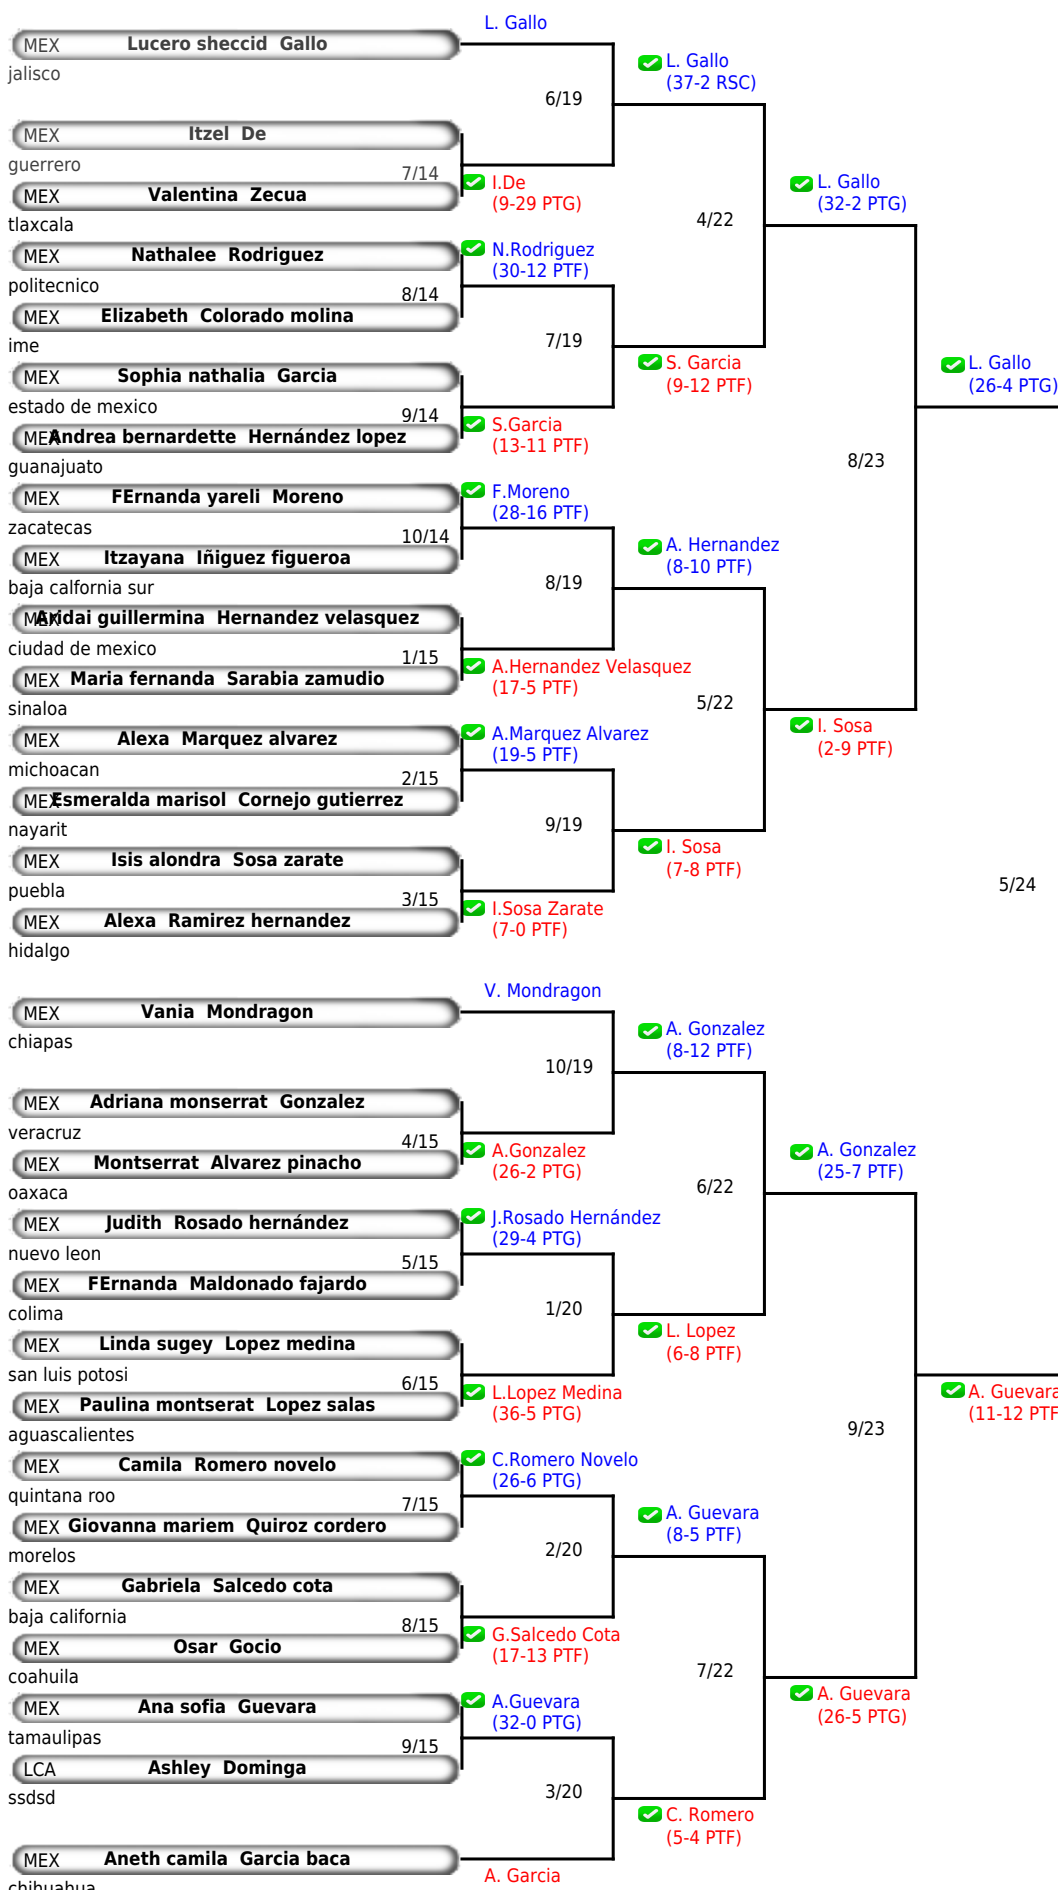 L. Gallo
MEX Lucero sheccid Gallo
jalisco
L. Gallo
(37-2 RSC)
6/19
MEX Itzel De
guerrero
7/14
I.De
(9-29 PTG)
MEX Valentina Zecua
tlaxcala
L. Gallo
(32-2 PTG)
4/22
MEX Nathalee Rodriguez
politecnico
N.Rodriguez
(30-12 PTF)
8/14
MEX Elizabeth Colorado molina
ime
7/19
S. Garcia
(9-12 PTF)
MEX Sophia nathalia Garcia
estado de mexico
9/14
S.Garcia
(13-11 PTF)
MEX Andrea bernardette Hernández lopez
guanajuato
L. Gallo
(26-4 PTG)
8/23
MEX FErnanda yareli Moreno
zacatecas
F.Moreno
(28-16 PTF)
10/14
MEX Itzayana Iñiguez figueroa
baja calfornia sur
A. Hernandez
(8-10 PTF)
8/19
MEX Aridai guillermina Hernandez velasquez
ciudad de mexico
1/15
A.Hernandez Velasquez
(17-5 PTF)
MEX Maria fernanda Sarabia zamudio
sinaloa
5/22
I. Sosa
(2-9 PTF)
MEX Alexa Marquez alvarez
michoacan
A.Marquez Alvarez
(19-5 PTF)
2/15
MEX Esmeralda marisol Cornejo gutierrez
nayarit
9/19
I. Sosa
(7-8 PTF)
MEX Isis alondra Sosa zarate
puebla
3/15
I.Sosa Zarate
(7-0 PTF)
MEX Alexa Ramirez hernandez
hidalgo
5/24
V. Mondragon
MEX Vania Mondragon
chiapas
A. Gonzalez
(8-12 PTF)
10/19
MEX Adriana monserrat Gonzalez
veracruz
4/15
A.Gonzalez
(26-2 PTG)
MEX Montserrat Alvarez pinacho
oaxaca
A. Gonzalez
(25-7 PTF)
6/22
MEX Judith Rosado hernández
nuevo leon
J.Rosado Hernández
(29-4 PTG)
5/15
MEX FErnanda Maldonado fajardo
colima
1/20
L. Lopez
(6-8 PTF)
MEX Linda sugey Lopez medina
san luis potosi
6/15
L.Lopez Medina
(36-5 PTG)
MEX Paulina montserat Lopez salas
aguascalientes
A. Guevara
(11-12 PTF
9/23
MEX Camila Romero novelo
quintana roo
C.Romero Novelo
(26-6 PTG)
7/15
MEX Giovanna mariem Quiroz cordero
morelos
A. Guevara
(8-5 PTF)
2/20
MEX Gabriela Salcedo cota
baja california
8/15
G.Salcedo Cota
(17-13 PTF)
MEX Osar Gocio
coahuila
7/22
A. Guevara
(26-5 PTG)
MEX Ana sofia Guevara
tamaulipas
A.Guevara
(32-0 PTG)
9/15
LCA Ashley Dominga
ssdsd
3/20
C. Romero
(5-4 PTF)
MEX Aneth camila Garcia baca
chihuahua
A. Garcia